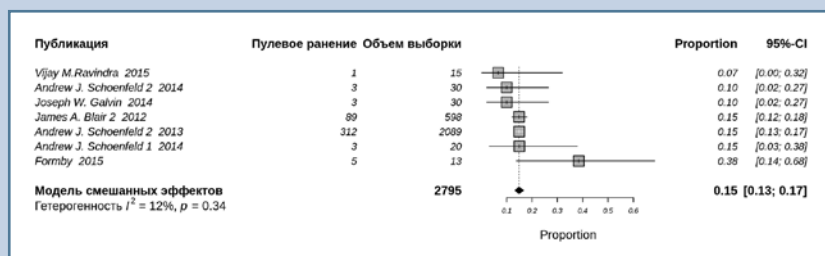 Публикация Пулевое ранение Объем выборки Proportion 95%-CI
Vijay M.Ravindra 2015 1 15 0.07 [0.00; 0.32]
Andrew J. Schoenfeld 2 2014 3 30 0.10 [0.02; 0.27]
Joseph W. Galvin 2014 3 30 0.10 [0.02; 0.27]
James A. Blair 2 2012 89 598 0.15 [0.12; 0.18]
Andrew J. Schoenfeld 2 2013 312 2089 0.15 [0.13; 0.17]
Andrew J. Schoenfeld 1 2014 3 20 0.15 [0.03; 0.38]
Formby 2015 5 13 0.38 [0.14; 0.68]
Модель смешанных эффектов 2795 0.15 [0.13; 0.17]
Гетерогенность I² = 12%, p = 0.34
0.1 0.2 0.3 0.4 0.5 0.6
Proportion